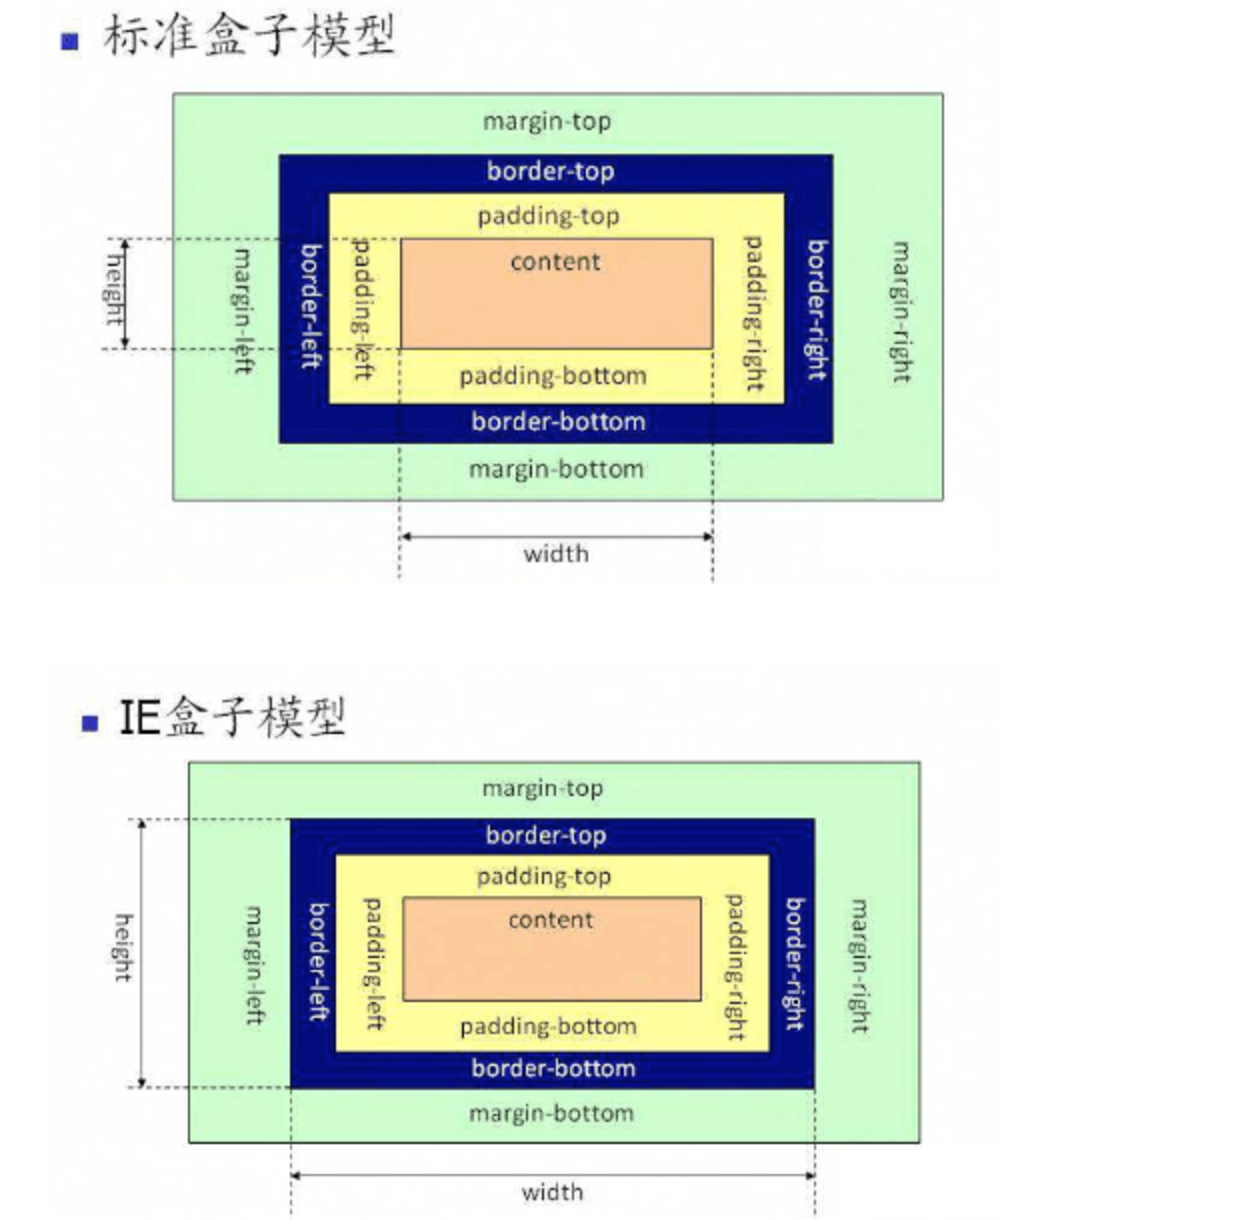 标准盒子模型
margin-top
border-top
padding-top
content
height
margin-left
border-left
padding-left
padding-right
border-right
margin-right
padding-bottom
border-bottom
margin-bottom
width
IE盒子模型
margin-top
border-top
padding-top
content
height
margin-left
border-left
padding-left
padding-right
border-right
margin-right
padding-bottom
border-bottom
margin-bottom
width